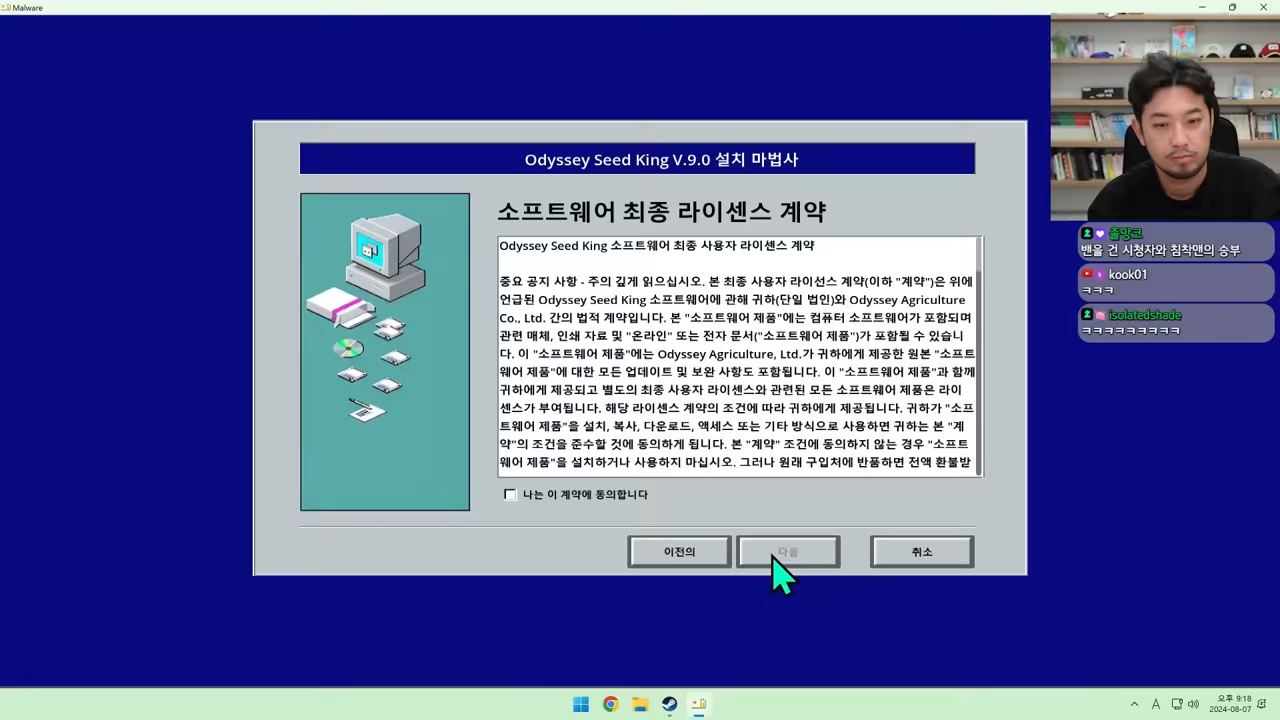 Malware
Odyssey Seed King V.9.0 설치 마법사
소프트웨어 최종 라이센스 계약
Odyssey Seed King 소프트웨어 최종 사용자 라이센스 계약
중요 공지 사항 - 주의 깊게 읽으십시오. 본 최종 사용자 라이선스 계약(이하 "계약")은 위에
언급된 Odyssey Seed King 소프트웨어에 관해 귀하(단일 법인)와 Odyssey Agriculture
Co., Ltd. 간의 법적 계약입니다. 본 "소프트웨어 제품"에는 컴퓨터 소프트웨어가 포함되며
관련 매체, 인쇄 자료 및 "온라인" 또는 전자 문서("소프트웨어 제품")가 포함될 수 있습니
다. 이 "소프트웨어 제품"에는 Odyssey Agriculture, Ltd.가 귀하에게 제공한 원본 "소프트
웨어 제품"에 대한 모든 업데이트 및 보완 사항도 포함됩니다. 이 "소프트웨어 제품"과 함께
귀하에게 제공되고 별도의 최종 사용자 라이센스와 관련된 모든 소프트웨어 제품은 라이
센스가 부여됩니다. 해당 라이센스 계약의 조건에 따라 귀하에게 제공됩니다. 귀하가 "소프
트웨어 제품"을 설치, 복사, 다운로드, 액세스 또는 기타 방식으로 사용하면 귀하는 본 "계
약"의 조건을 준수할 것에 동의하게 됩니다. 본 "계약" 조건에 동의하지 않는 경우 "소프트
웨어 제품"을 설치하거나 사용하지 마십시오. 그러나 원래 구입처에 반품하면 전액 환불받
나는 이 계약에 동의합니다
이전의
다음
취소
졸망코
밴을 건 시청자와 침착맨의 승부
kook01
ㅋㅋㅋ
isolatedshade
ㅋㅋㅋㅋㅋㅋㅋㅋㅋ
A
오후 9:18
2024-08-07